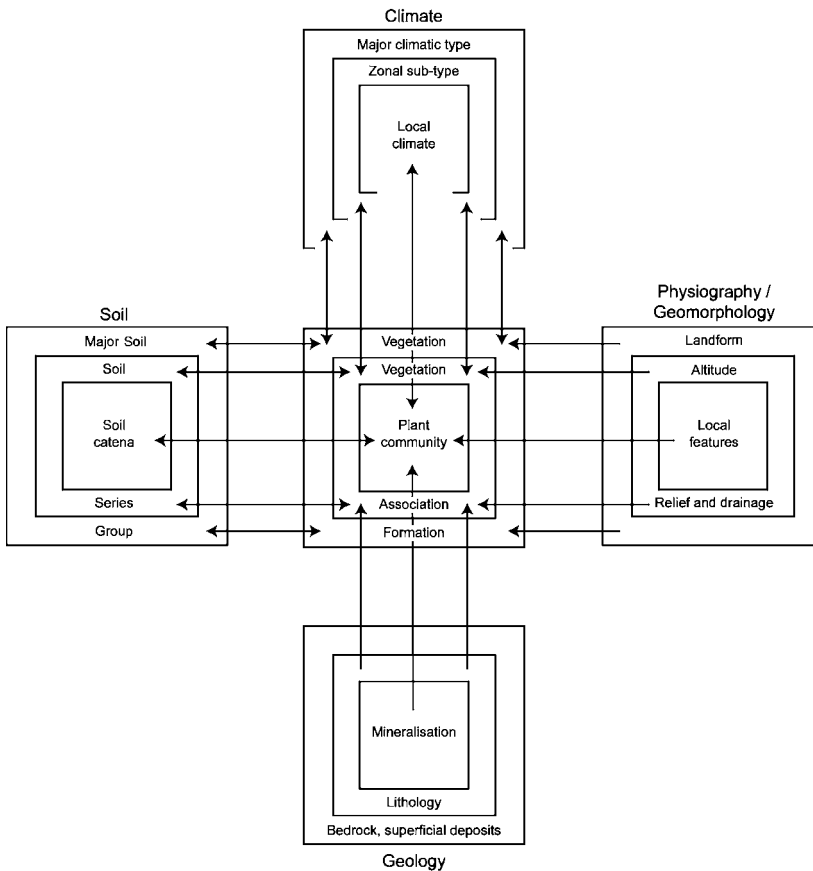 Climate
Major climatic type
Zonal sub-type
Local
climate
Soil
Major Soil
Soil
Soil
catena
Series
Group
Vegetation
Vegetation
Plant
community
Association
Formation
Physiography /
Geomorphology
Landform
Altitude
Local
features
Relief and drainage
Mineralisation
Lithology
Bedrock, superficial deposits
Geology